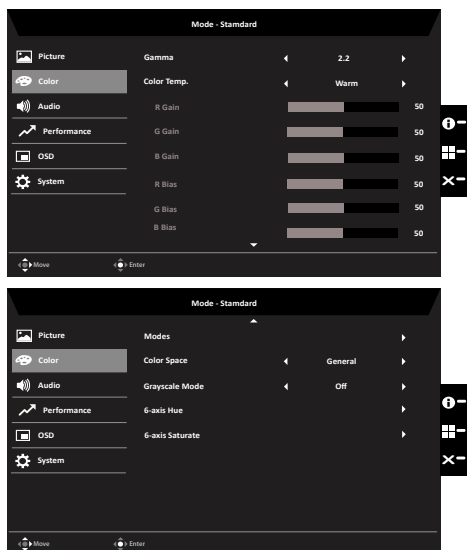 Mode - Stamdard
Picture
Gamma 2.2
Color
Color Temp. Warm
Audio
R Gain 50
Performance
G Gain 50
OSD
B Gain 50
System
R Bias 50
G Bias 50
B Bias 50
Move Enter
Mode - Stamdard
Picture
Modes
Color
Color Space General
Audio
Grayscale Mode Off
Performance
6-axis Hue
OSD
6-axis Saturate
System
Move Enter